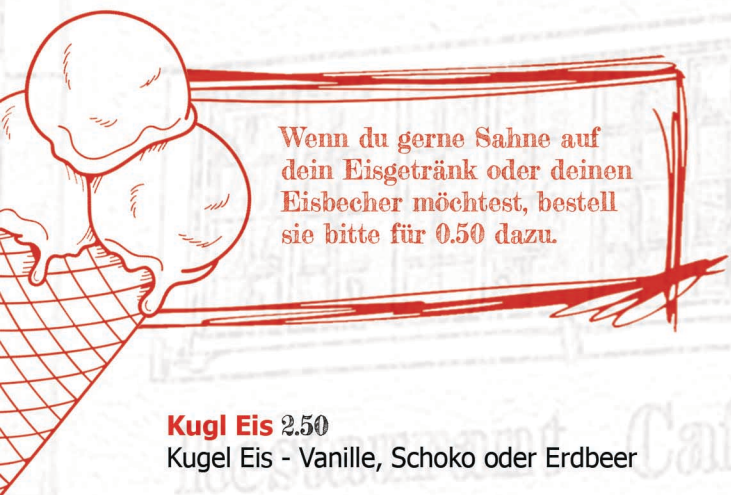 Wenn du gerne Sahne auf
dein Eisgetränk oder deinen
Eisbecher möchtest, bestell
sie bitte für 0.50 dazu.
Kugl Eis 2.50
Kugel Eis - Vanille, Schoko oder Erdbeer